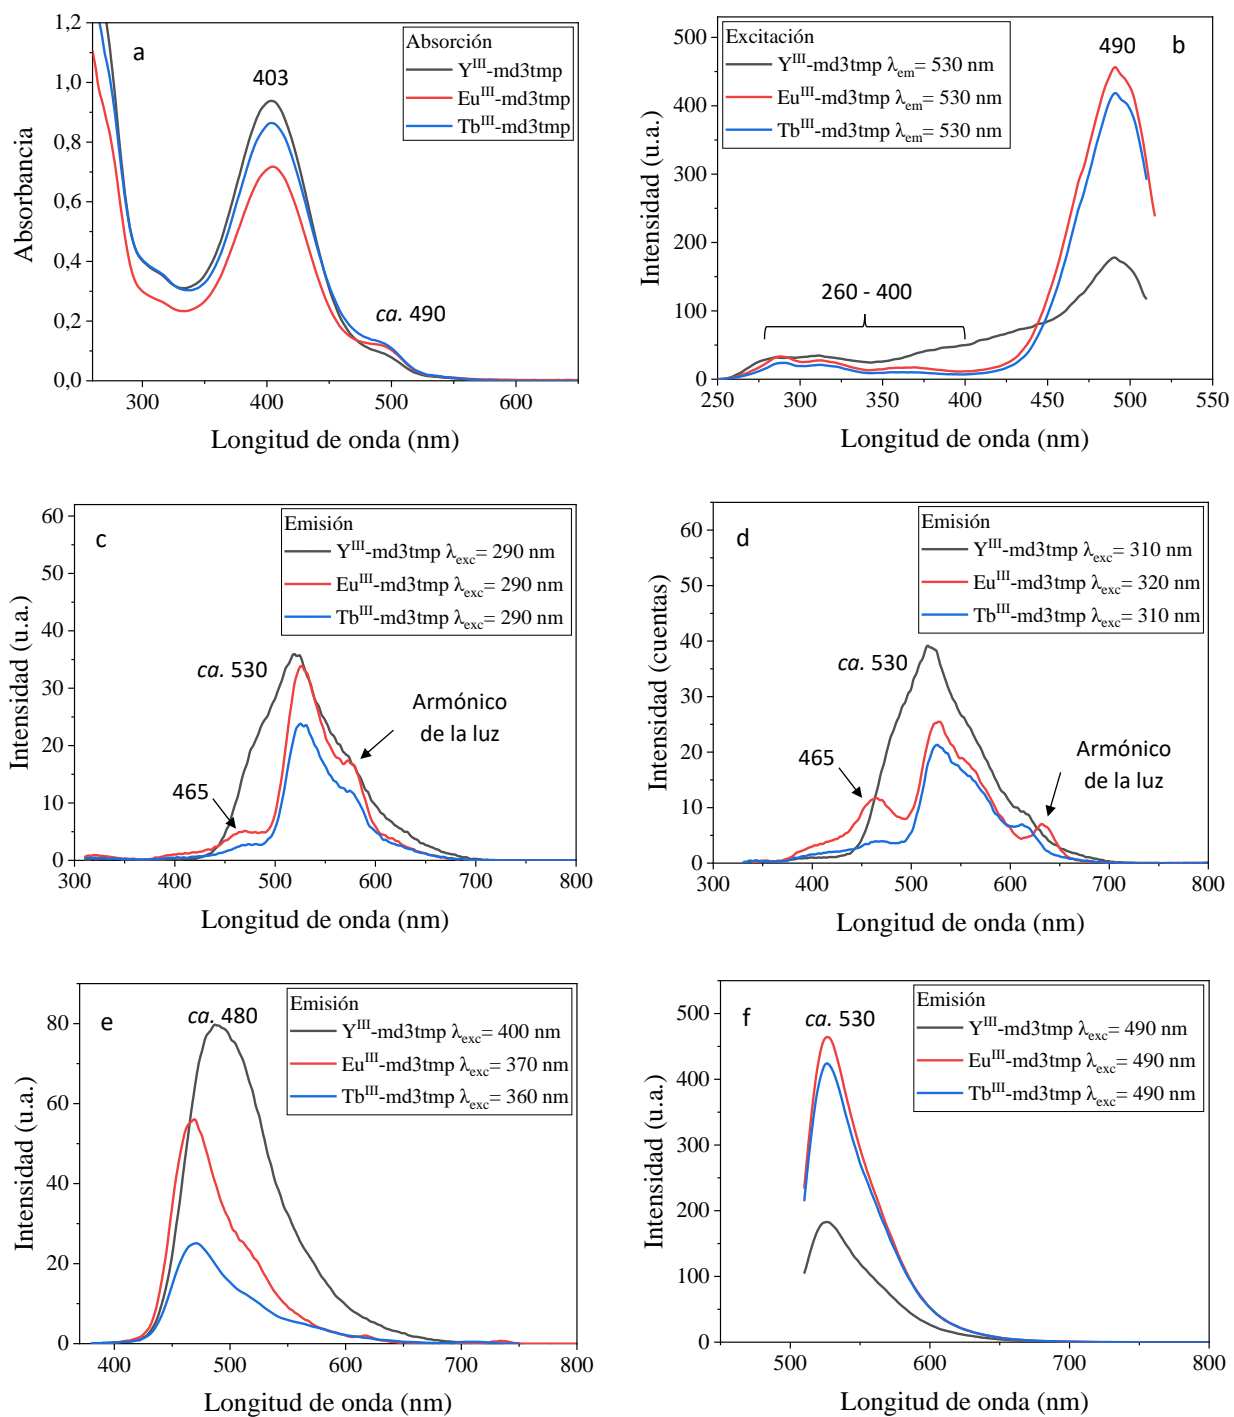 a
Absorción
Y^III-md3tmp
Eu^III-md3tmp
Tb^III-md3tmp
403
ca. 490
1,2
1,0
0,8
0,6
0,4
0,2
0,0
Absorbancia
300 400 500 600
Longitud de onda (nm)
b
Excitación
Y^III-md3tmp λem= 530 nm
Eu^III-md3tmp λem= 530 nm
Tb^III-md3tmp λem= 530 nm
490
260 - 400
500
400
300
200
100
0
Intensidad (u.a.)
250 300 350 400 450 500 550
Longitud de onda (nm)
c
Emisión
Y^III-md3tmp λexc= 290 nm
Eu^III-md3tmp λexc= 290 nm
Tb^III-md3tmp λexc= 290 nm
ca. 530
Armónico
de la luz
465
60
50
40
30
20
10
0
Intensidad (u.a.)
300 400 500 600 700 800
Longitud de onda (nm)
d
Emisión
Y^III-md3tmp λexc= 310 nm
Eu^III-md3tmp λexc= 320 nm
Tb^III-md3tmp λexc= 310 nm
ca. 530
Armónico
de la luz
465
60
50
40
30
20
10
0
Intensidad (cuentas)
300 400 500 600 700 800
Longitud de onda (nm)
e
Emisión
Y^III-md3tmp λexc= 400 nm
Eu^III-md3tmp λexc= 370 nm
Tb^III-md3tmp λexc= 360 nm
ca. 480
80
60
40
20
0
Intensidad (u.a.)
400 500 600 700 800
Longitud de onda (nm)
f
Emisión
Y^III-md3tmp λexc= 490 nm
Eu^III-md3tmp λexc= 490 nm
Tb^III-md3tmp λexc= 490 nm
ca. 530
500
400
300
200
100
0
Intensidad (u.a.)
500 600 700 800
Longitud de onda (nm)